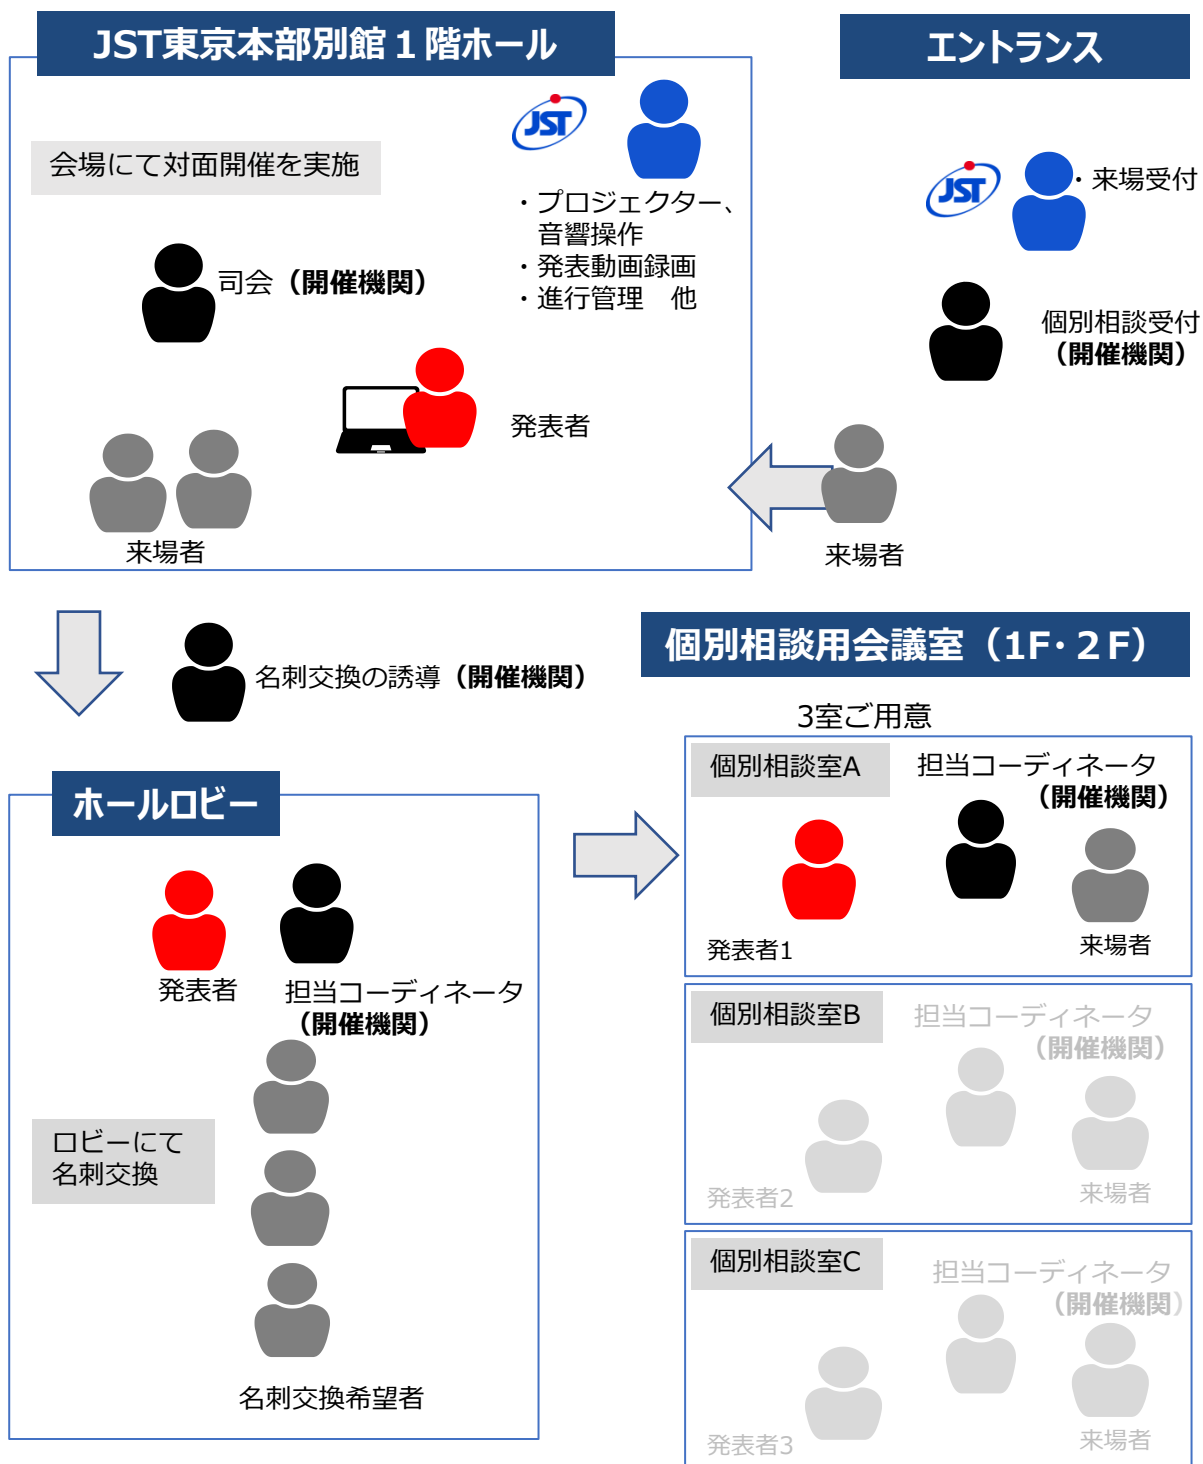 JST東京本部別館１階ホール
会場にて対面開催を実施
JST
・プロジェクター、
音響操作
・発表動画録画
・進行管理　他
司会（開催機関）
発表者
来場者
エントランス
JST
・来場受付
個別相談受付
（開催機関）
来場者
名刺交換の誘導（開催機関）
ホールロビー
発表者
担当コーディネータ
（開催機関）
ロビーにて
名刺交換
名刺交換希望者
個別相談用会議室（1F・２F）
3室ご用意
個別相談室A
担当コーディネータ
（開催機関）
発表者1
来場者
個別相談室B
担当コーディネータ
（開催機関）
発表者2
来場者
個別相談室C
担当コーディネータ
（開催機関）
発表者3
来場者